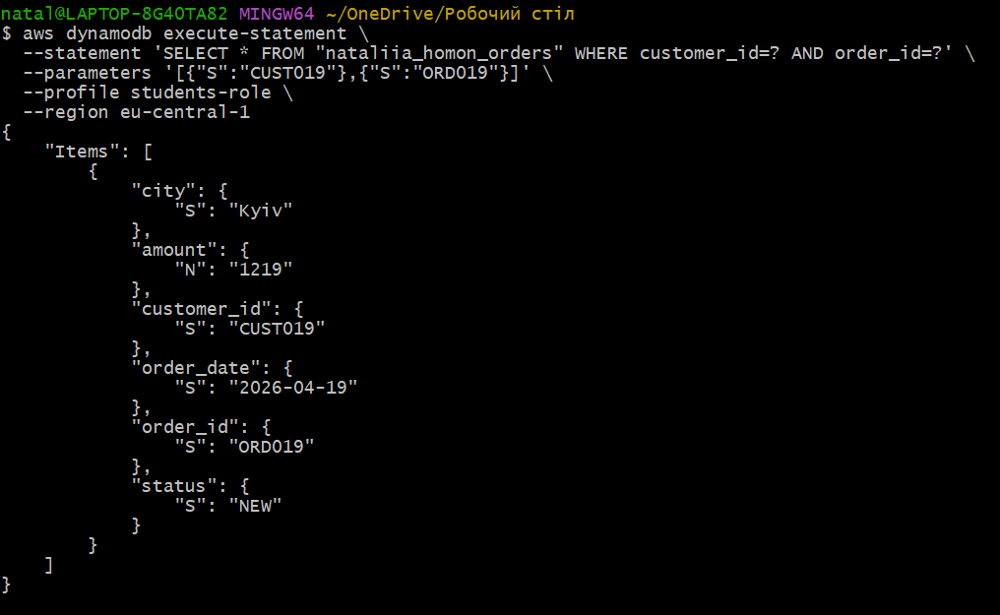 natal@LAPTOP-8G40TA82 MINGW64 ~/OneDrive/Робочий стіл
$ aws dynamodb execute-statement \
  --statement 'SELECT * FROM "nataliia_homon_orders" WHERE customer_id=? AND order_id=?' \
  --parameters '[{"S":"CUST019"},{"S":"ORD019"}]' \
  --profile students-role \
  --region eu-central-1
{
    "Items": [
        {
            "city": {
                "S": "Kyiv"
            },
            "amount": {
                "N": "1219"
            },
            "customer_id": {
                "S": "CUST019"
            },
            "order_date": {
                "S": "2026-04-19"
            },
            "order_id": {
                "S": "ORD019"
            },
            "status": {
                "S": "NEW"
            }
        }
    ]
}